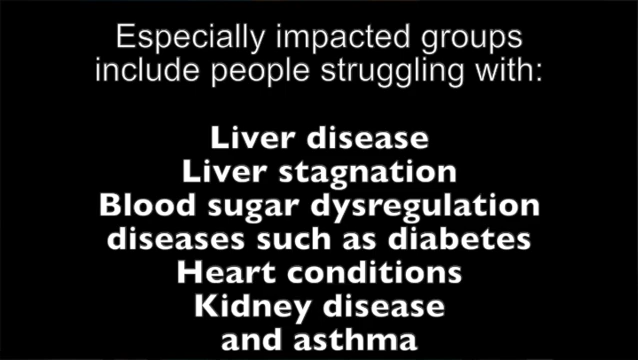 Especially impacted groups
include people struggling with:
Liver disease
Liver stagnation
Blood sugar dysregulation
diseases such as diabetes
Heart conditions
Kidney disease
and asthma